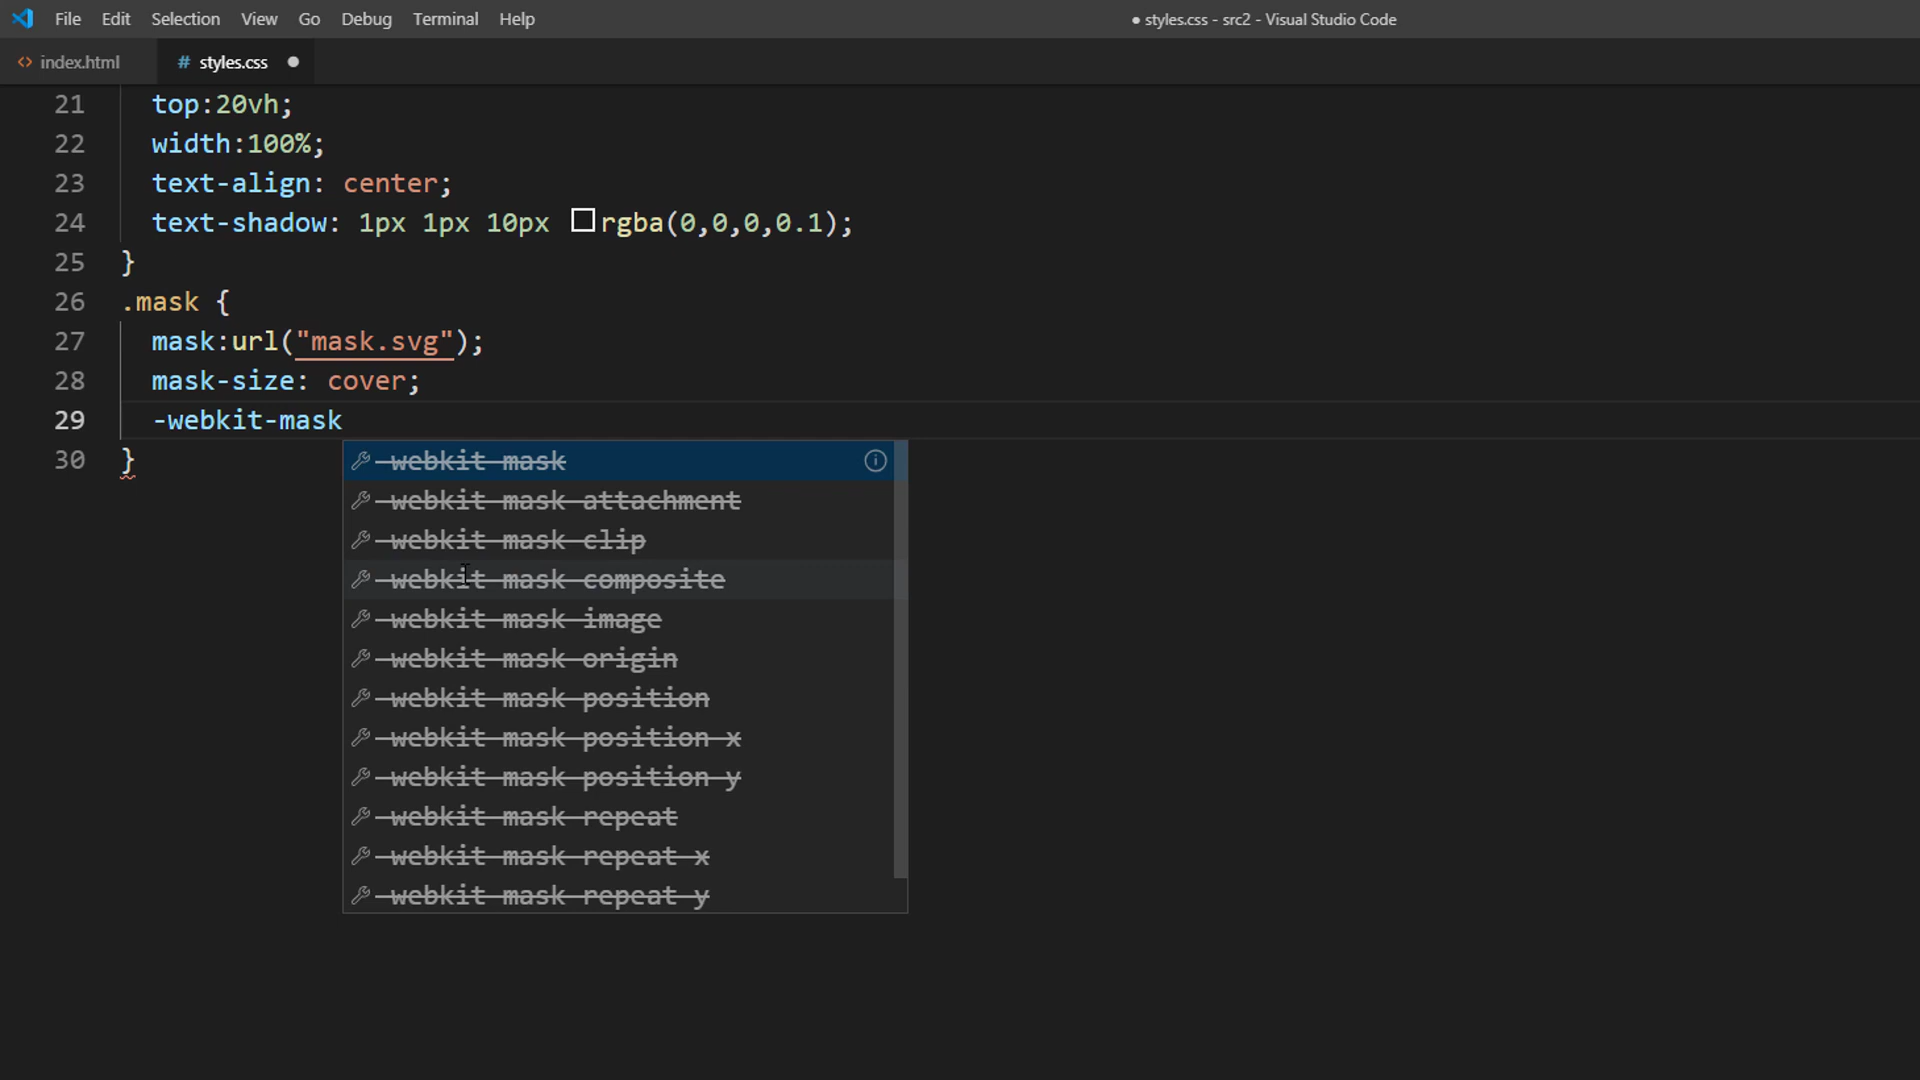 File Edit Selection View Go Debug Terminal Help
● styles.css - src2 - Visual Studio Code
<> index.html # styles.css ●
21 top:20vh;
22 width:100%;
23 text-align: center;
24 text-shadow: 1px 1px 10px rgba(0,0,0,0.1);
25 }
26 .mask {
27 mask:url("mask.svg");
28 mask-size: cover;
29 -webkit-mask
30 }
-webkit-mask
-webkit-mask-attachment
-webkit-mask-clip
-webkit-mask-composite
-webkit-mask-image
-webkit-mask-origin
-webkit-mask-position
-webkit-mask-position-x
-webkit-mask-position-y
-webkit-mask-repeat
-webkit-mask-repeat-x
-webkit-mask-repeat-y